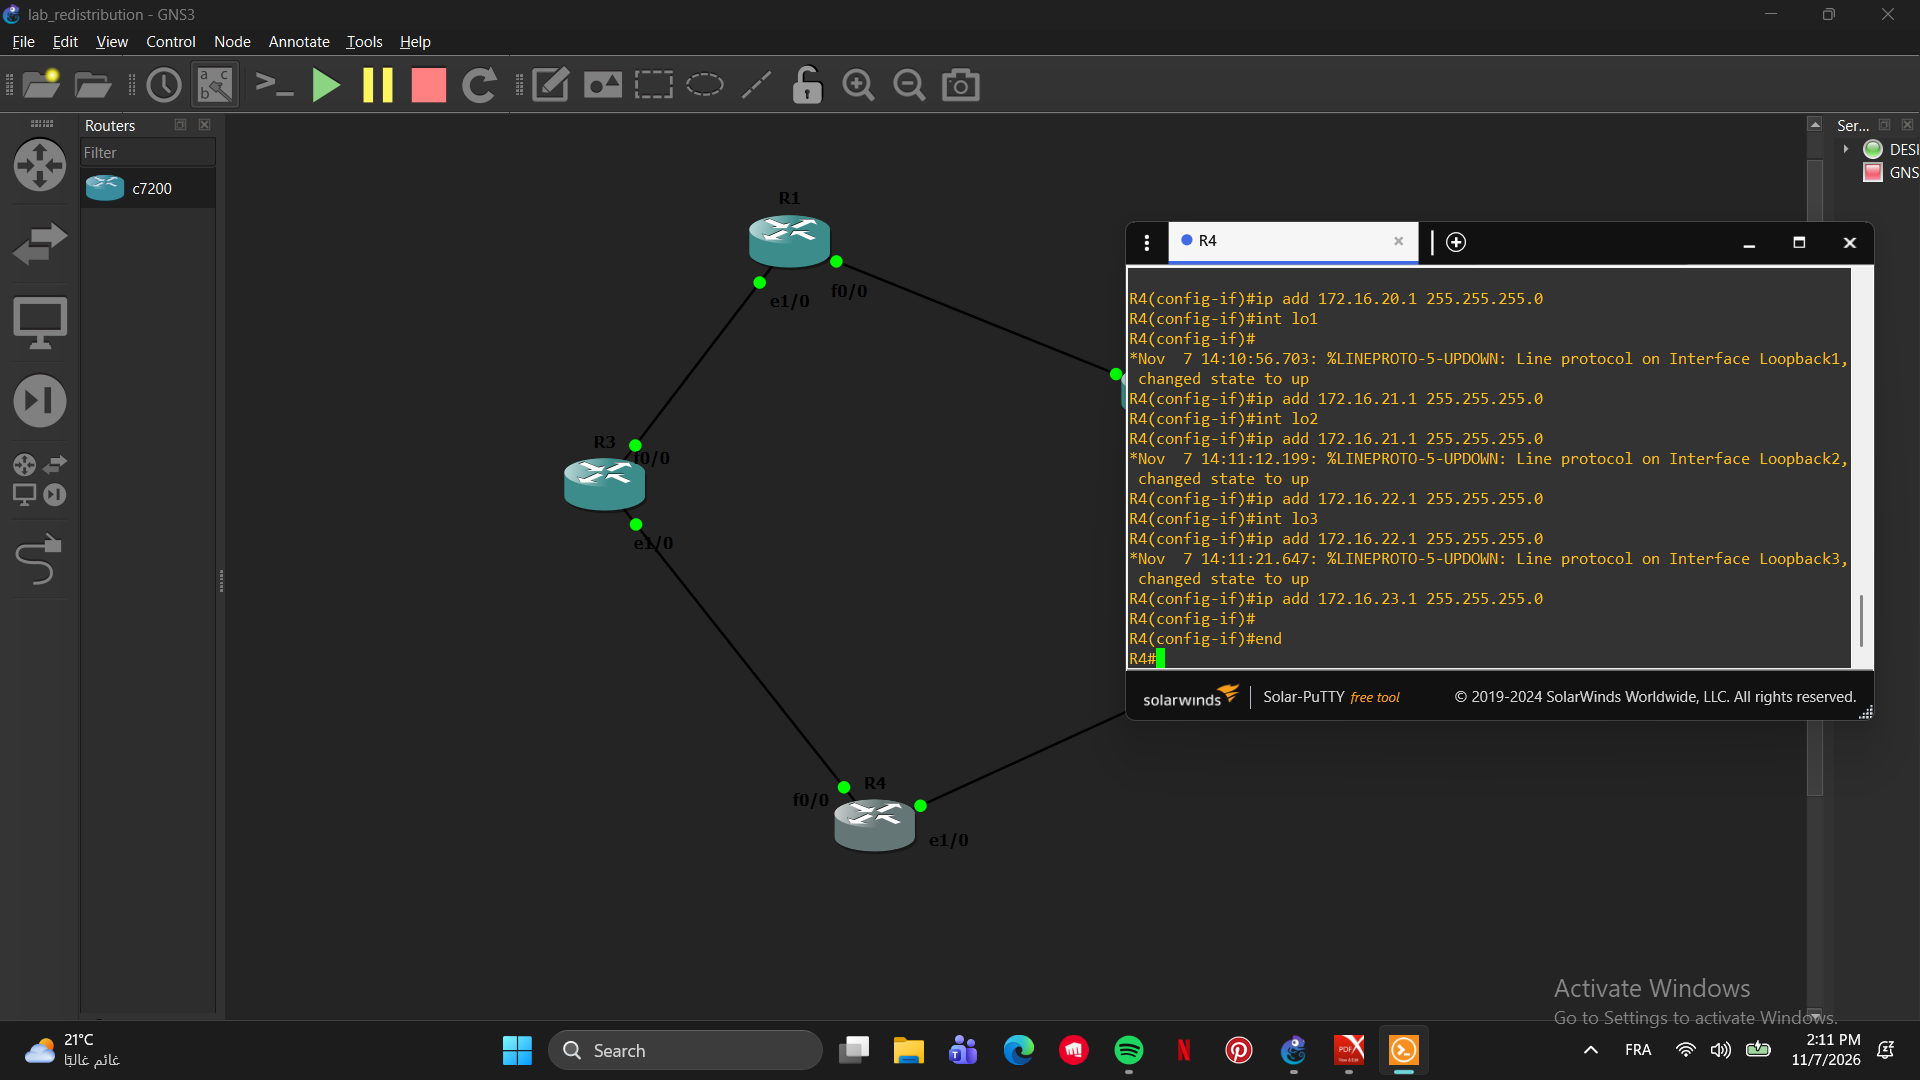 lab_redistribution - GNS3
File Edit View Control Node Annotate Tools Help
a c
b
Routers
Filter
c7200
Ser...
DESI
GNS
R1
e1/0
f0/0
R3
f0/0
e1/0
R4
f0/0
e1/0
R4
R4(config-if)#ip add 172.16.20.1 255.255.255.0
R4(config-if)#int lo1
R4(config-if)#
*Nov  7 14:10:56.703: %LINEPROTO-5-UPDOWN: Line protocol on Interface Loopback1,
changed state to up
R4(config-if)#ip add 172.16.21.1 255.255.255.0
R4(config-if)#int lo2
R4(config-if)#ip add 172.16.21.1 255.255.255.0
*Nov  7 14:11:12.199: %LINEPROTO-5-UPDOWN: Line protocol on Interface Loopback2,
changed state to up
R4(config-if)#ip add 172.16.22.1 255.255.255.0
R4(config-if)#int lo3
R4(config-if)#ip add 172.16.22.1 255.255.255.0
*Nov  7 14:11:21.647: %LINEPROTO-5-UPDOWN: Line protocol on Interface Loopback3,
changed state to up
R4(config-if)#ip add 172.16.23.1 255.255.255.0
R4(config-if)#
R4(config-if)#end
R4#
solarwinds Solar-PuTTY free tool © 2019-2024 SolarWinds Worldwide, LLC. All rights reserved.
Activate Windows
Go to Settings to activate Windows.
21°C
غائم غالبًا
Search
FRA
2:11 PM
11/7/2026